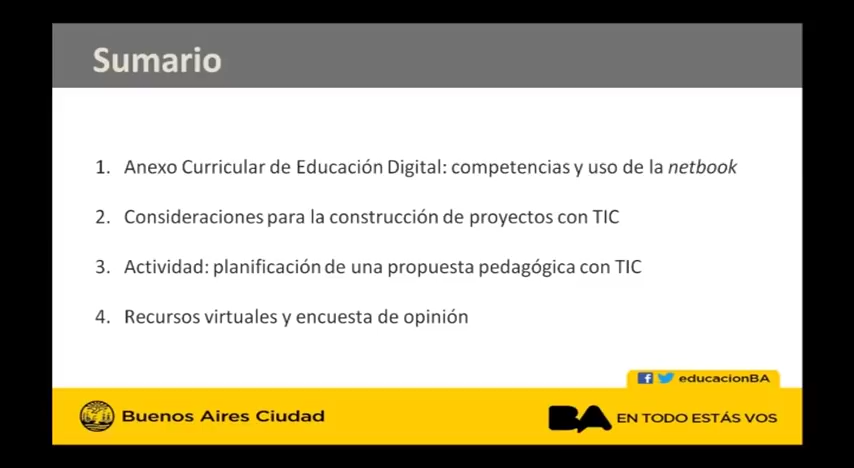 Sumario
1. Anexo Curricular de Educación Digital: competencias y uso de la netbook
2. Consideraciones para la construcción de proyectos con TIC
3. Actividad: planificación de una propuesta pedagógica con TIC
4. Recursos virtuales y encuesta de opinión
educacionBA
Buenos Aires Ciudad
BA EN TODO ESTÁS VOS